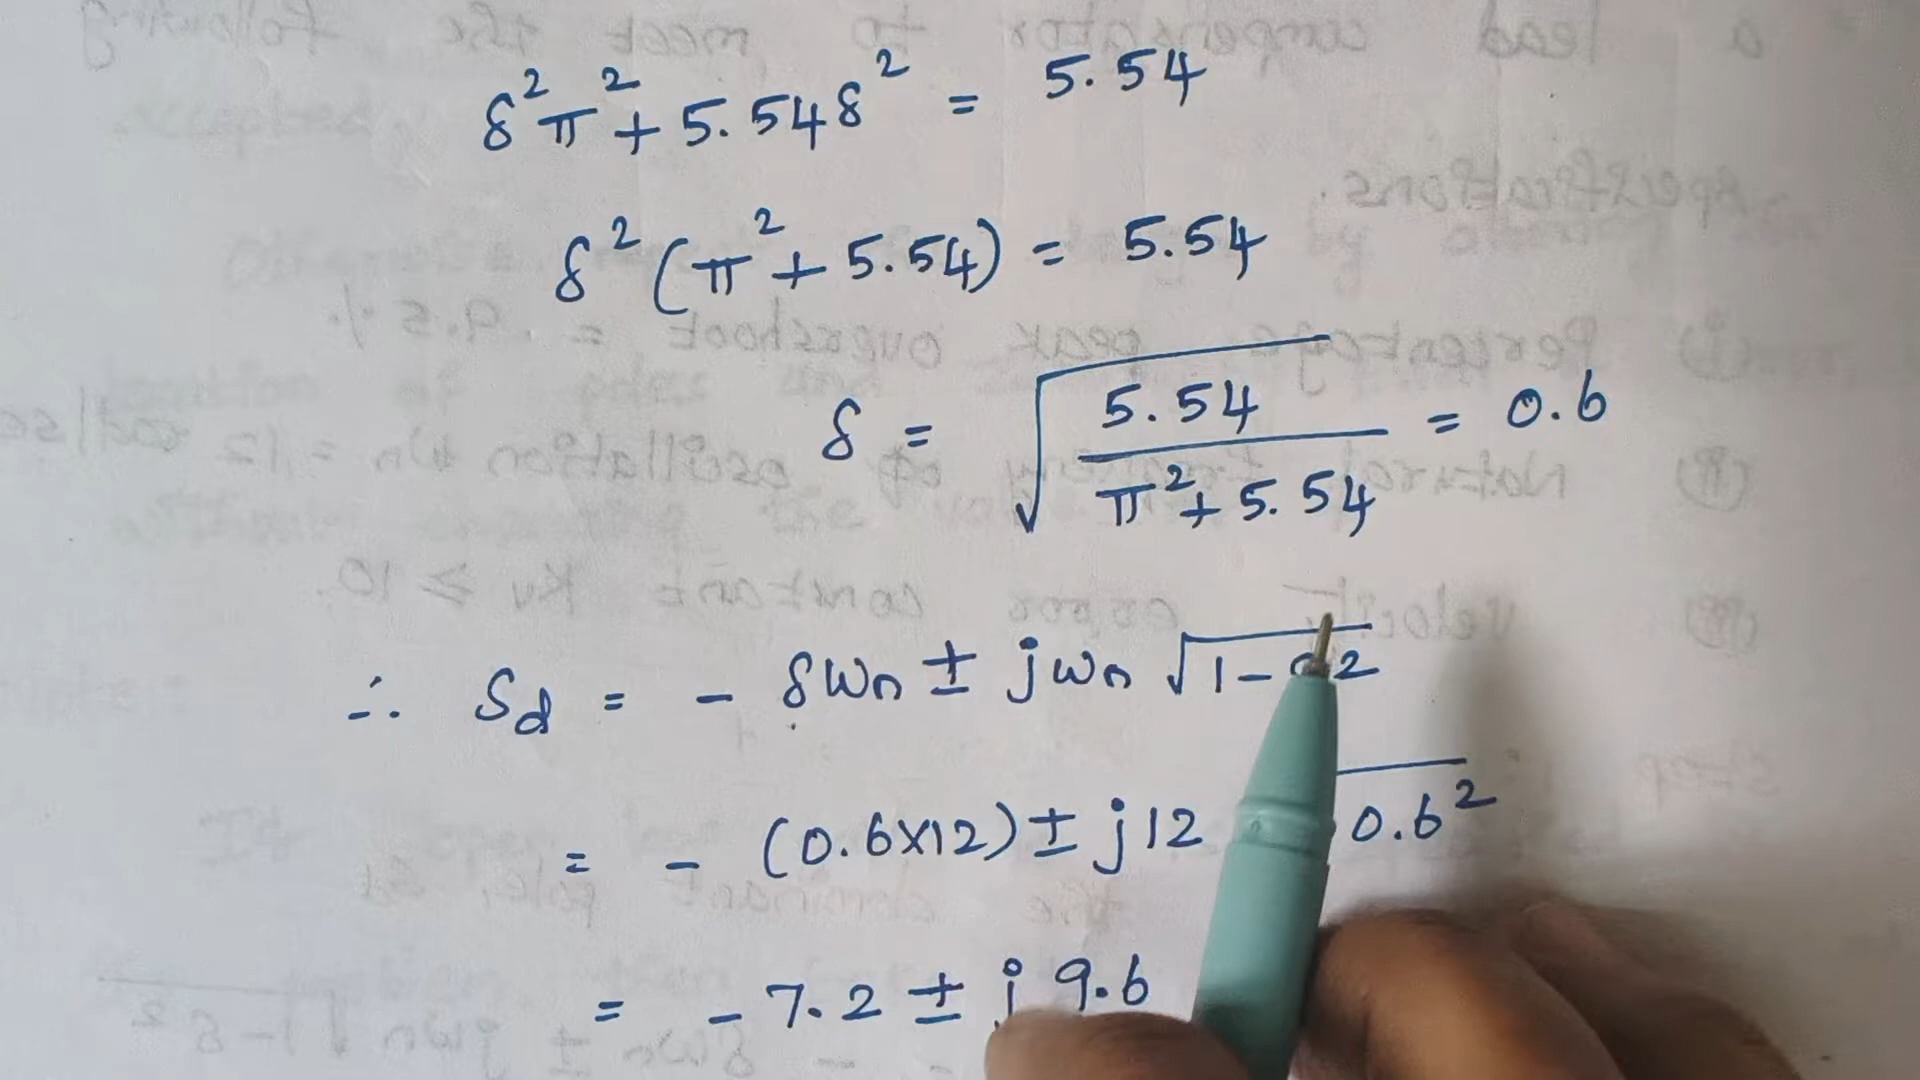 δ²π² + 5.54δ² = 5.54
δ²(π² + 5.54) = 5.54
δ = √(5.54 / (π² + 5.54)) = 0.6
∴ Sd = - δωn ± jωn √1-2
= - (0.6×12) ± j12 0.6²
= - 7.2 ± j 9.6